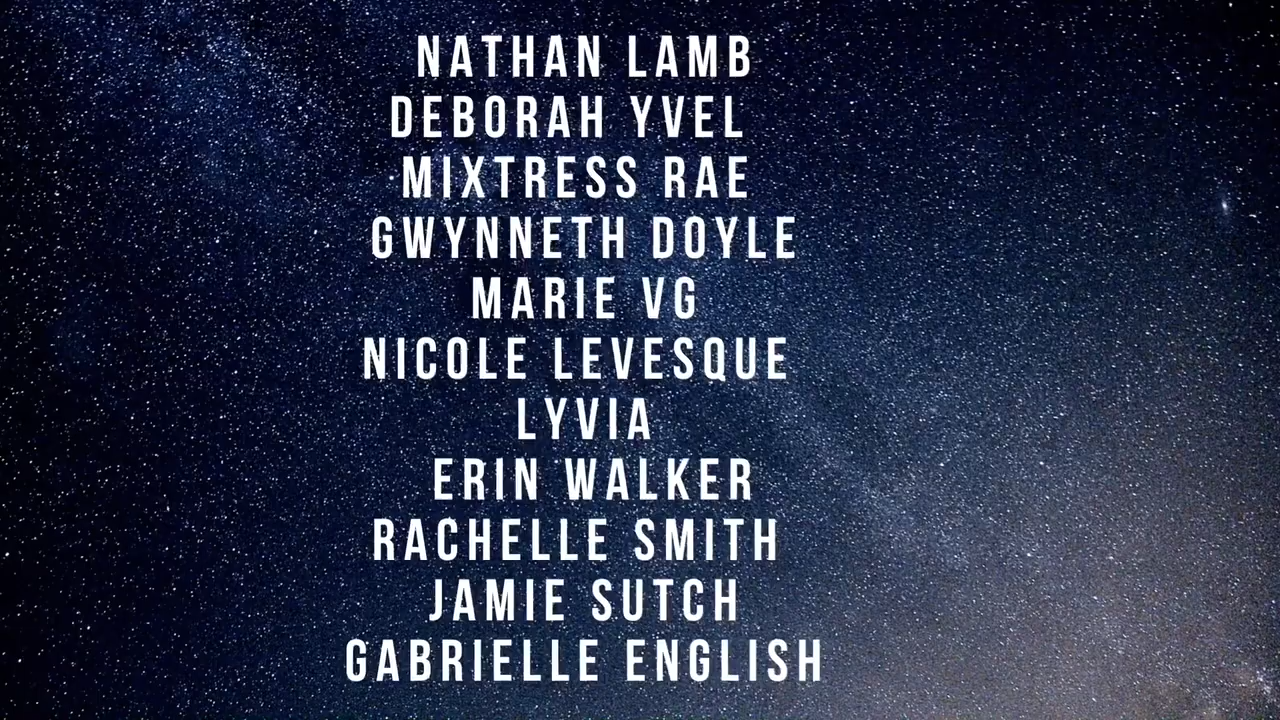 NATHAN LAMB
DEBORAH YVEL
MIXTRESS RAE
GWYNNETH DOYLE
MARIE VG
NICOLE LEVESQUE
LYVIA
ERIN WALKER
RACHELLE SMITH
JAMIE SUTCH
GABRIELLE ENGLISH